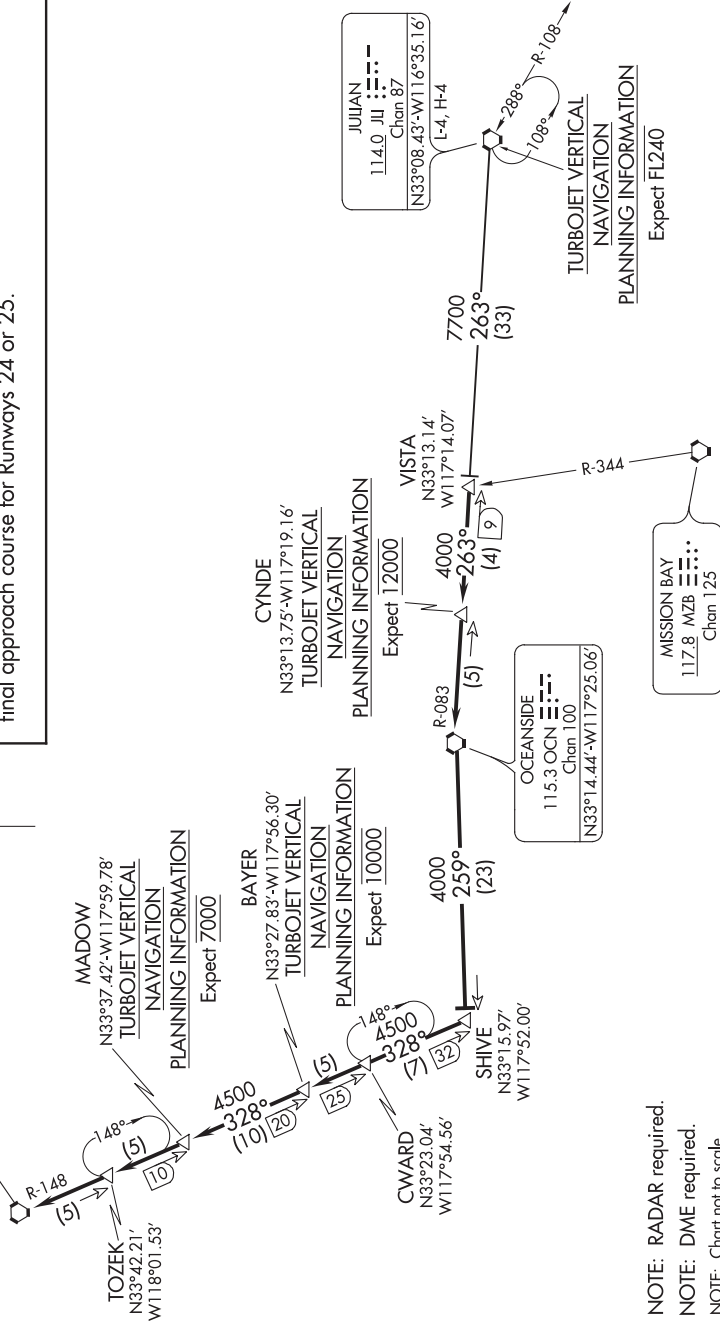 final approach course for Runways 24 or 25.
JULIAN
114.0 JLI
Chan 87
N33°08.43'-W116°35.16'
L-4, H-4
R-108
288°
108°
TURBOJET VERTICAL
NAVIGATION
PLANNING INFORMATION
Expect FL240
7700
263°
(33)
VISTA
N33°13.14'
W117°14.07'
R-344
MISSION BAY
117.8 MZB
Chan 125
4000
263°
(4)
9
CYNDE
N33°13.75'-W117°19.16'
TURBOJET VERTICAL
NAVIGATION
PLANNING INFORMATION
Expect 12000
(5)
R-083
OCEANSIDE
115.3 OCN
Chan 100
N33°14.44'-W117°25.06'
4000
259°
(23)
SHIVE
N33°15.97'
W117°52.00'
148°
4500
328°
(7)
32
CWARD
N33°23.04'
W117°54.56'
(5)
25
BAYER
N33°27.83'-W117°56.30'
TURBOJET VERTICAL
NAVIGATION
PLANNING INFORMATION
Expect 10000
4500
328°
(10)
20
MADOW
N33°37.42'-W117°59.78'
TURBOJET VERTICAL
NAVIGATION
PLANNING INFORMATION
Expect 7000
148°
(5)
10
TOZEK
N33°42.21'
W118°01.53'
R-148
(5)
NOTE: RADAR required.
NOTE: DME required.
NOTE: Chart not to scale